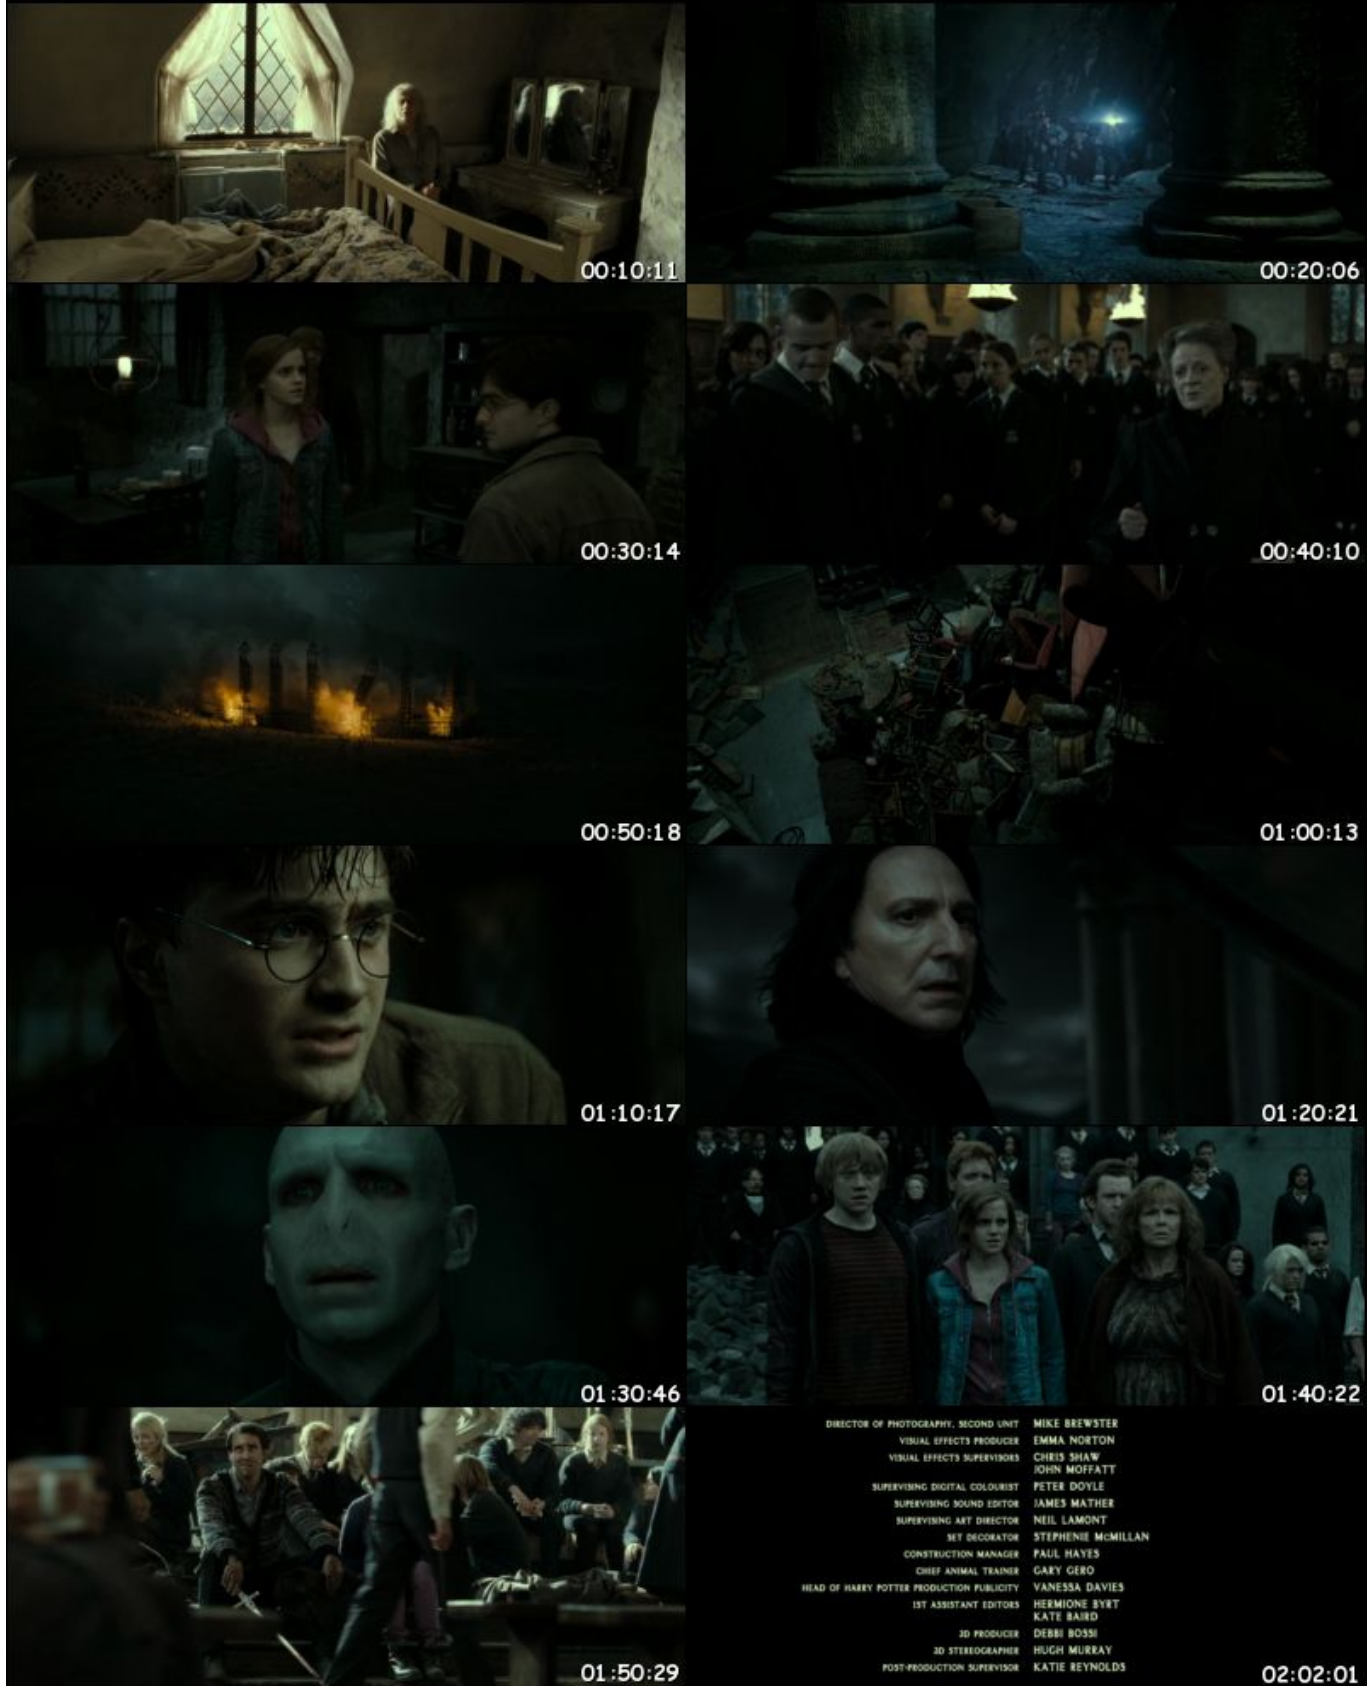 00:10:11
00:20:06
00:30:14
00:40:10
00:50:18
01:00:13
01:10:17
01:20:21
01:30:46
01:40:22
01:50:29
DIRECTOR OF PHOTOGRAPHY, SECOND UNIT MIKE BREWSTER
VISUAL EFFECTS PRODUCER EMMA NORTON
VISUAL EFFECTS SUPERVISORS CHRIS SHAW
JOHN MOFFATT
SUPERVISING DIGITAL COLOURIST PETER DOYLE
SUPERVISING SOUND EDITOR JAMES MATHER
SUPERVISING ART DIRECTOR NEIL LAMONT
SET DECORATOR STEPHENIE McMILLAN
CONSTRUCTION MANAGER PAUL HAYES
CHIEF ANIMAL TRAINER GARY GERO
HEAD OF HARRY POTTER PRODUCTION PUBLICITY VANESSA DAVIES
1ST ASSISTANT EDITORS HERMIONE BYRT
KATE BAIRD
3D PRODUCER DEBBI BOSSI
3D STEREOGRAPHER HUGH MURRAY
POST-PRODUCTION SUPERVISOR KATIE REYNOLDS
02:02:01